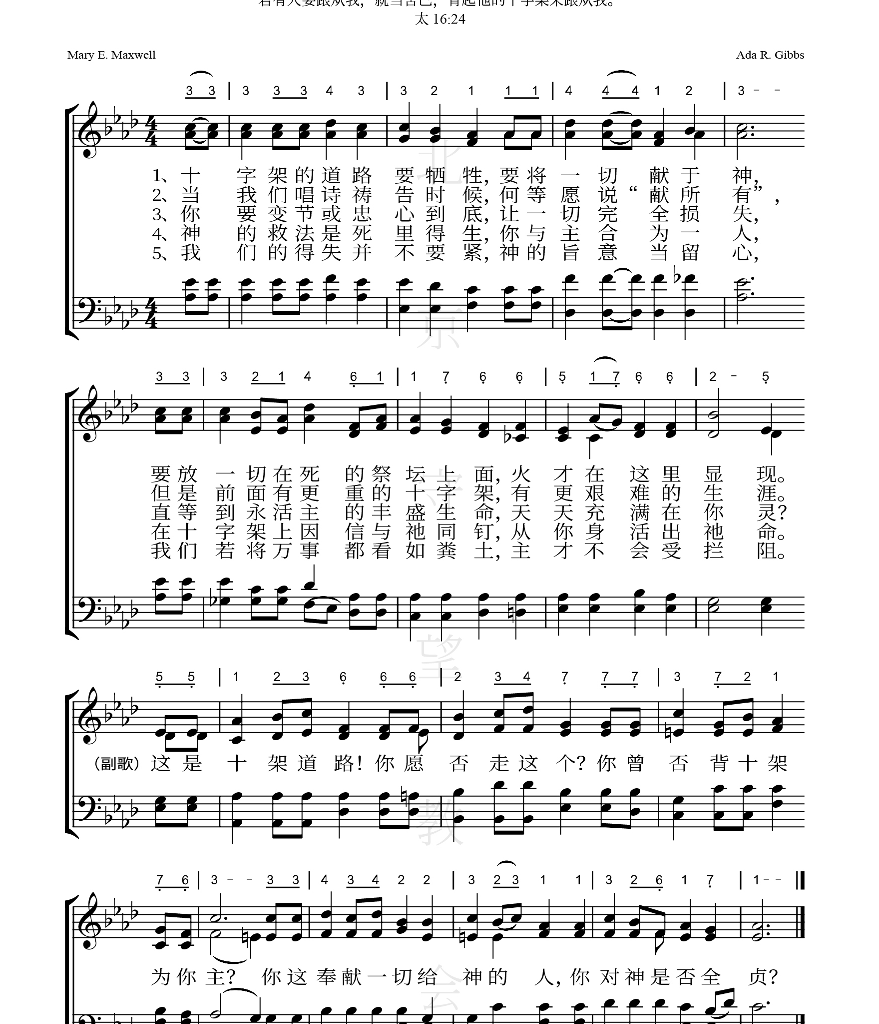 若有人要跟从我，就当舍己，背起他的十字架来跟从我。
太 16:24
Mary E. Maxwell Ada R. Gibbs
3 3 | 3 3 3 4 3 | 3 2 1 1 1 | 4 4 4 1 2 | 3 - -
1、十 字 架 的 道 路 要 牺 牲, 要 将 一 切 献 于 神,
2、当 我 们 唱 诗 祷 告 时 候, 何 等 愿 说 “ 献 所 有 ” ,
3、你 要 变 节 或 忠 心 到 底, 让 一 切 完 全 损 失,
4、神 的 救 法 是 死 里 得 生, 你 与 主 合 为 一 人,
5、我 们 的 得 失 并 不 要 紧, 神 的 旨 意 当 留 心,
3 3 | 3 2 1 4 6 1 | 1 7 6 6 | 5 1 7 6 6 | 2 - 5
要 放 一 切 在 死 的 祭 坛 上 面, 火 才 在 这 里 显 现。
但 是 前 面 有 更 重 的 十 字 架, 有 更 艰 难 的 生 涯。
直 等 到 永 活 主 的 丰 盛 生 命, 天 天 充 满 在 你 灵?
在 十 字 架 上 因 信 与 祂 同 钉, 从 你 身 活 出 祂 命。
我 们 若 将 万 事 都 看 如 粪 土, 主 才 不 会 受 拦 阻。
5 5 | 1 2 3 6 6 6 | 2 3 4 7 7 7 | 3 7 2 1
（副歌）这 是 十 架 道 路! 你 愿 否 走 这 个? 你 曾 否 背 十 架
7 6 | 3 - - 3 3 | 4 3 4 2 2 | 3 2 3 1 1 | 3 2 6 1 7 | 1 - -
为 你 主? 你 这 奉 献 一 切 给 神 的 人, 你 对 神 是 否 全 贞?
北
京
守
望
教
会